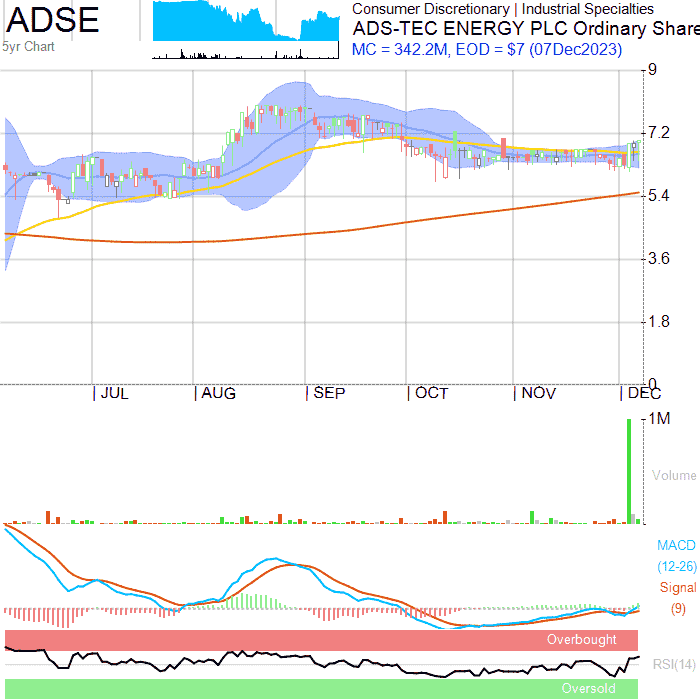 ADSE
5yr Chart
Consumer Discretionary | Industrial Specialties
ADS-TEC ENERGY PLC Ordinary Share
MC = 342.2M, EOD = $7 (07Dec2023)
9
7.2
5.4
3.6
1.8
0
JUL AUG SEP OCT NOV DEC
1M
Volume
MACD
(12-26)
Signal
(9)
Overbought
RSI(14)
Oversold